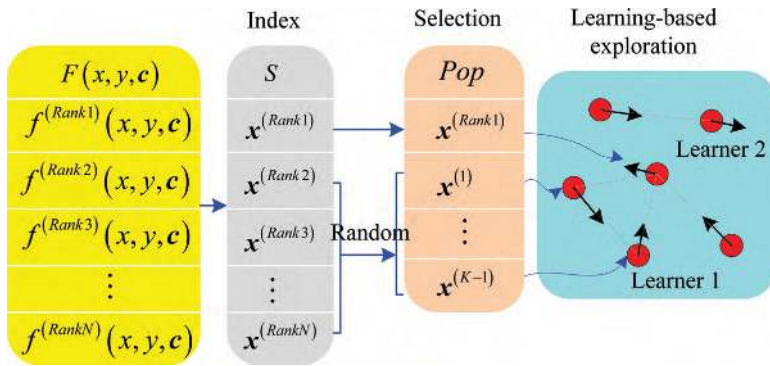 Index
Selection
Learning-based
exploration
F(x, y, c)
f^(Rank1)(x, y, c)
f^(Rank2)(x, y, c)
f^(Rank3)(x, y, c)
⋮
f^(RankN)(x, y, c)
S
x^(Rank1)
x^(Rank2)
x^(Rank3)
⋮
x^(RankN)
Random
Pop
x^(Rank1)
x^(1)
⋮
x^(K−1)
Learner 2
Learner 1